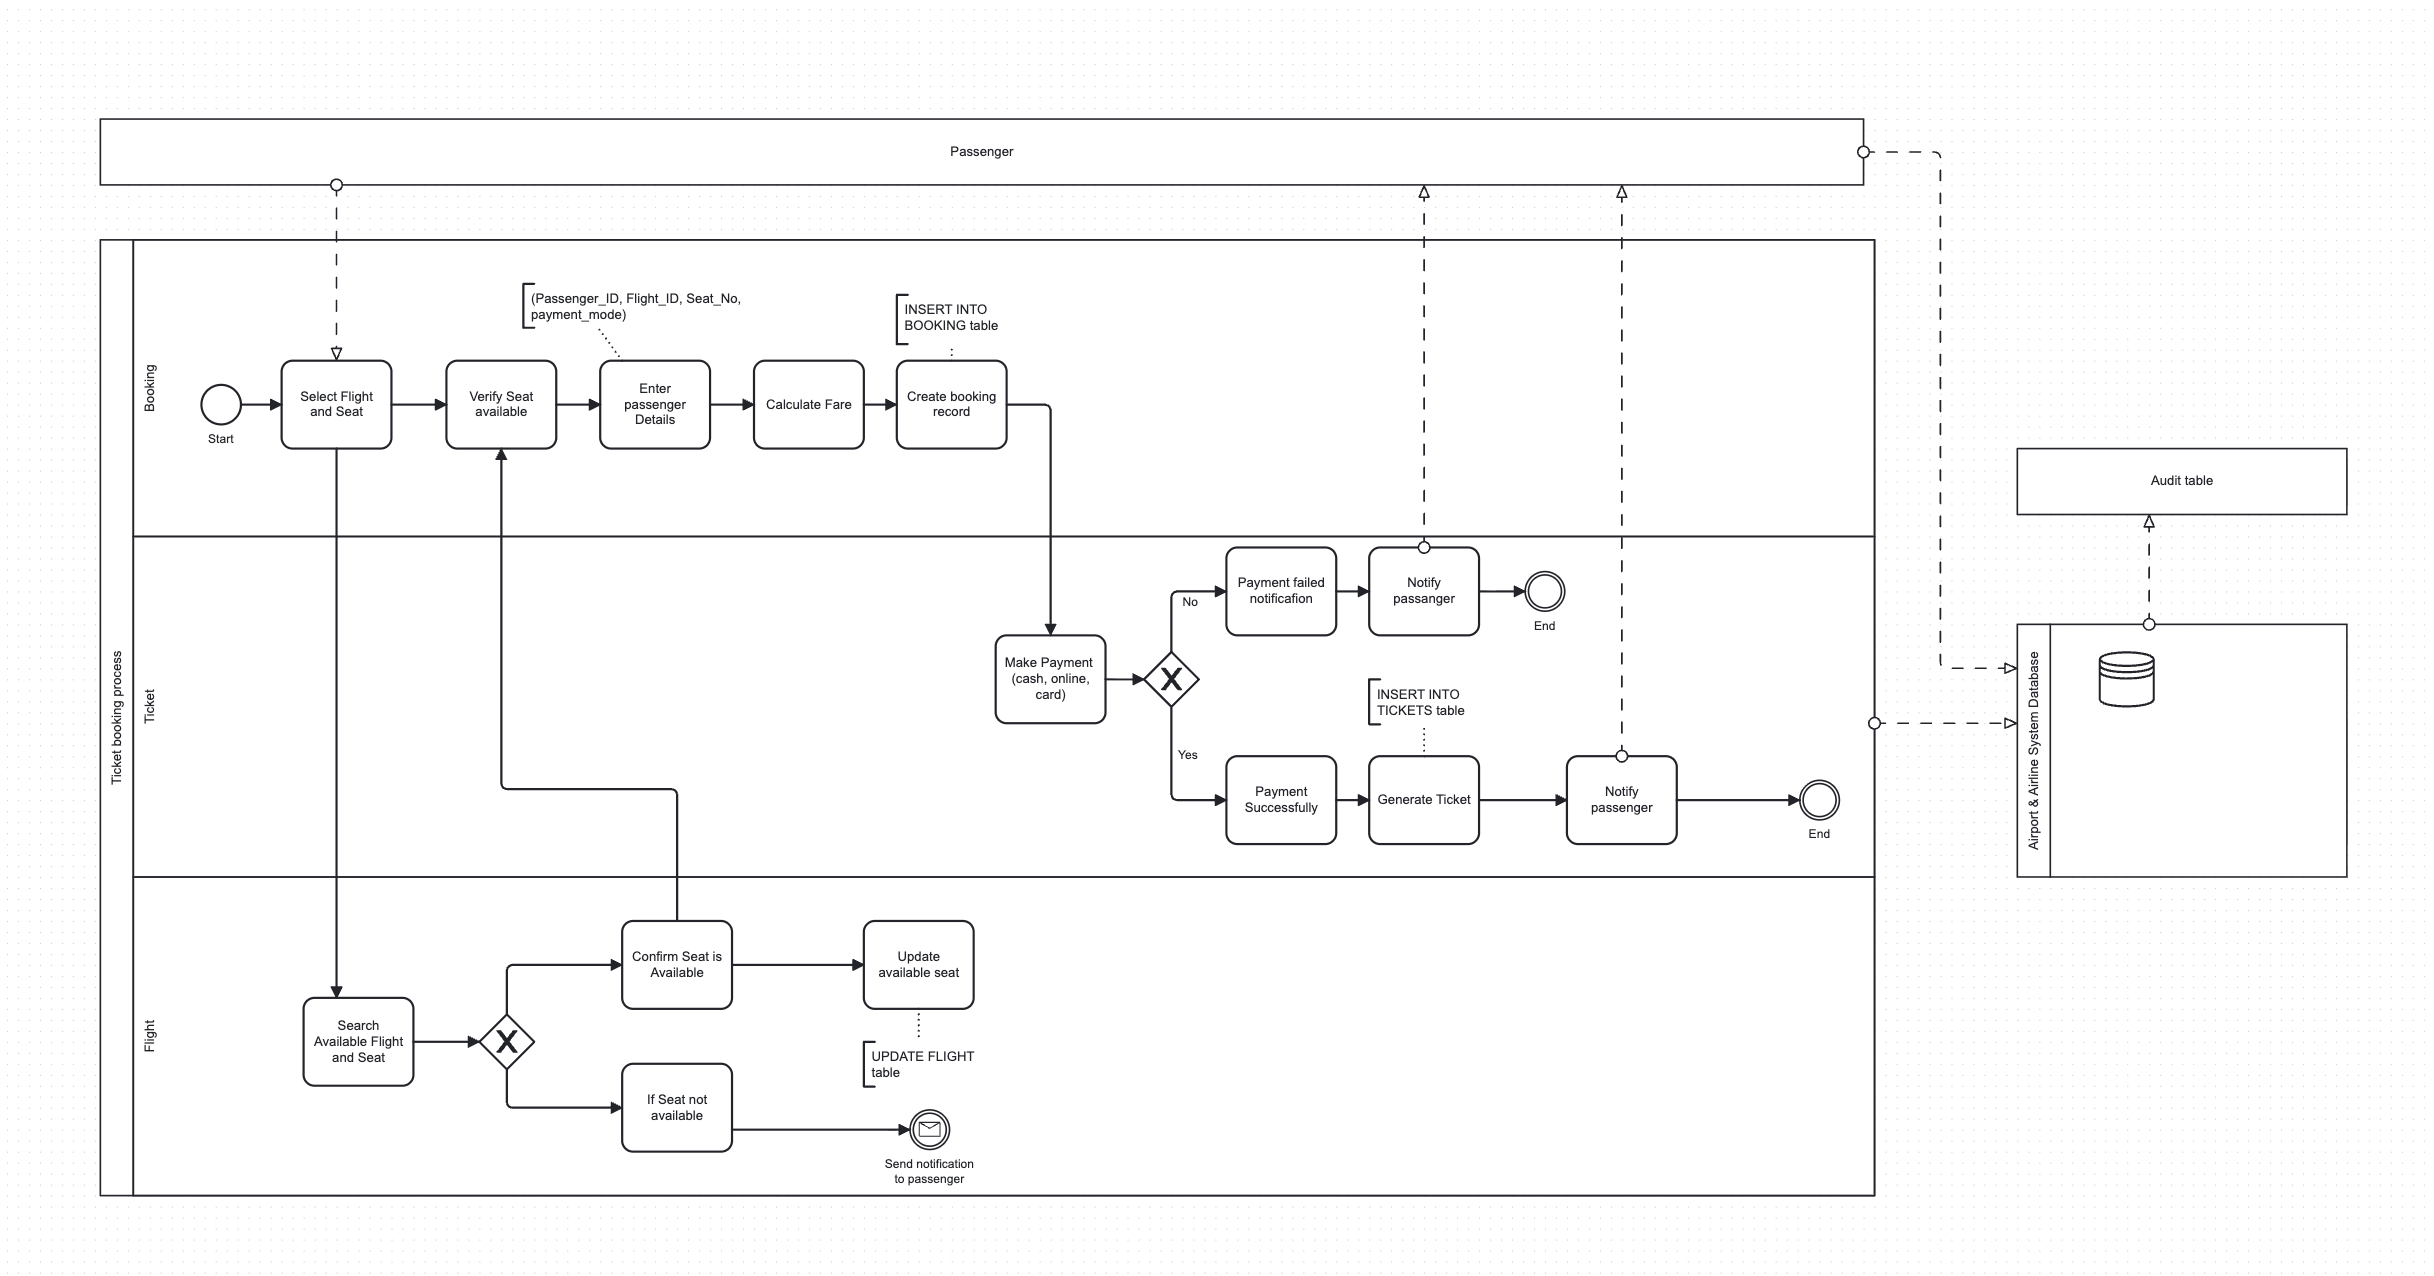 Passenger
Ticket booking process
Booking
Start
Select Flight
and Seat
Verify Seat
available
(Passenger_ID, Flight_ID, Seat_No,
payment_mode)
Enter
passenger
Details
Calculate Fare
INSERT INTO
BOOKING table
Create booking
record
Ticket
Make Payment
(cash, online,
card)
No
Payment failed
notificafion
Notify
passanger
End
Yes
Payment
Successfully
INSERT INTO
TICKETS table
Generate Ticket
Notify
passenger
End
Flight
Search
Available Flight
and Seat
Confirm Seat is
Available
Update
available seat
UPDATE FLIGHT
table
If Seat not
available
Send notification
to passenger
Audit table
Airport & Airline System Database